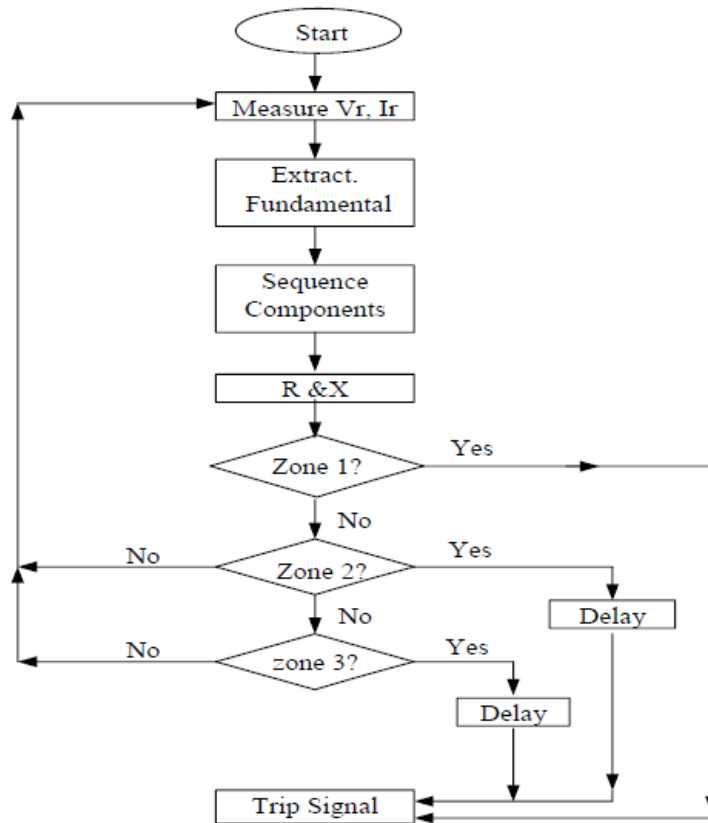 Start
Measure Vr, Ir
Extract.
Fundamental
Sequence
Components
R &X
Zone 1?
Yes
No
No
Zone 2?
Yes
Delay
No
No
zone 3?
Yes
Delay
Trip Signal